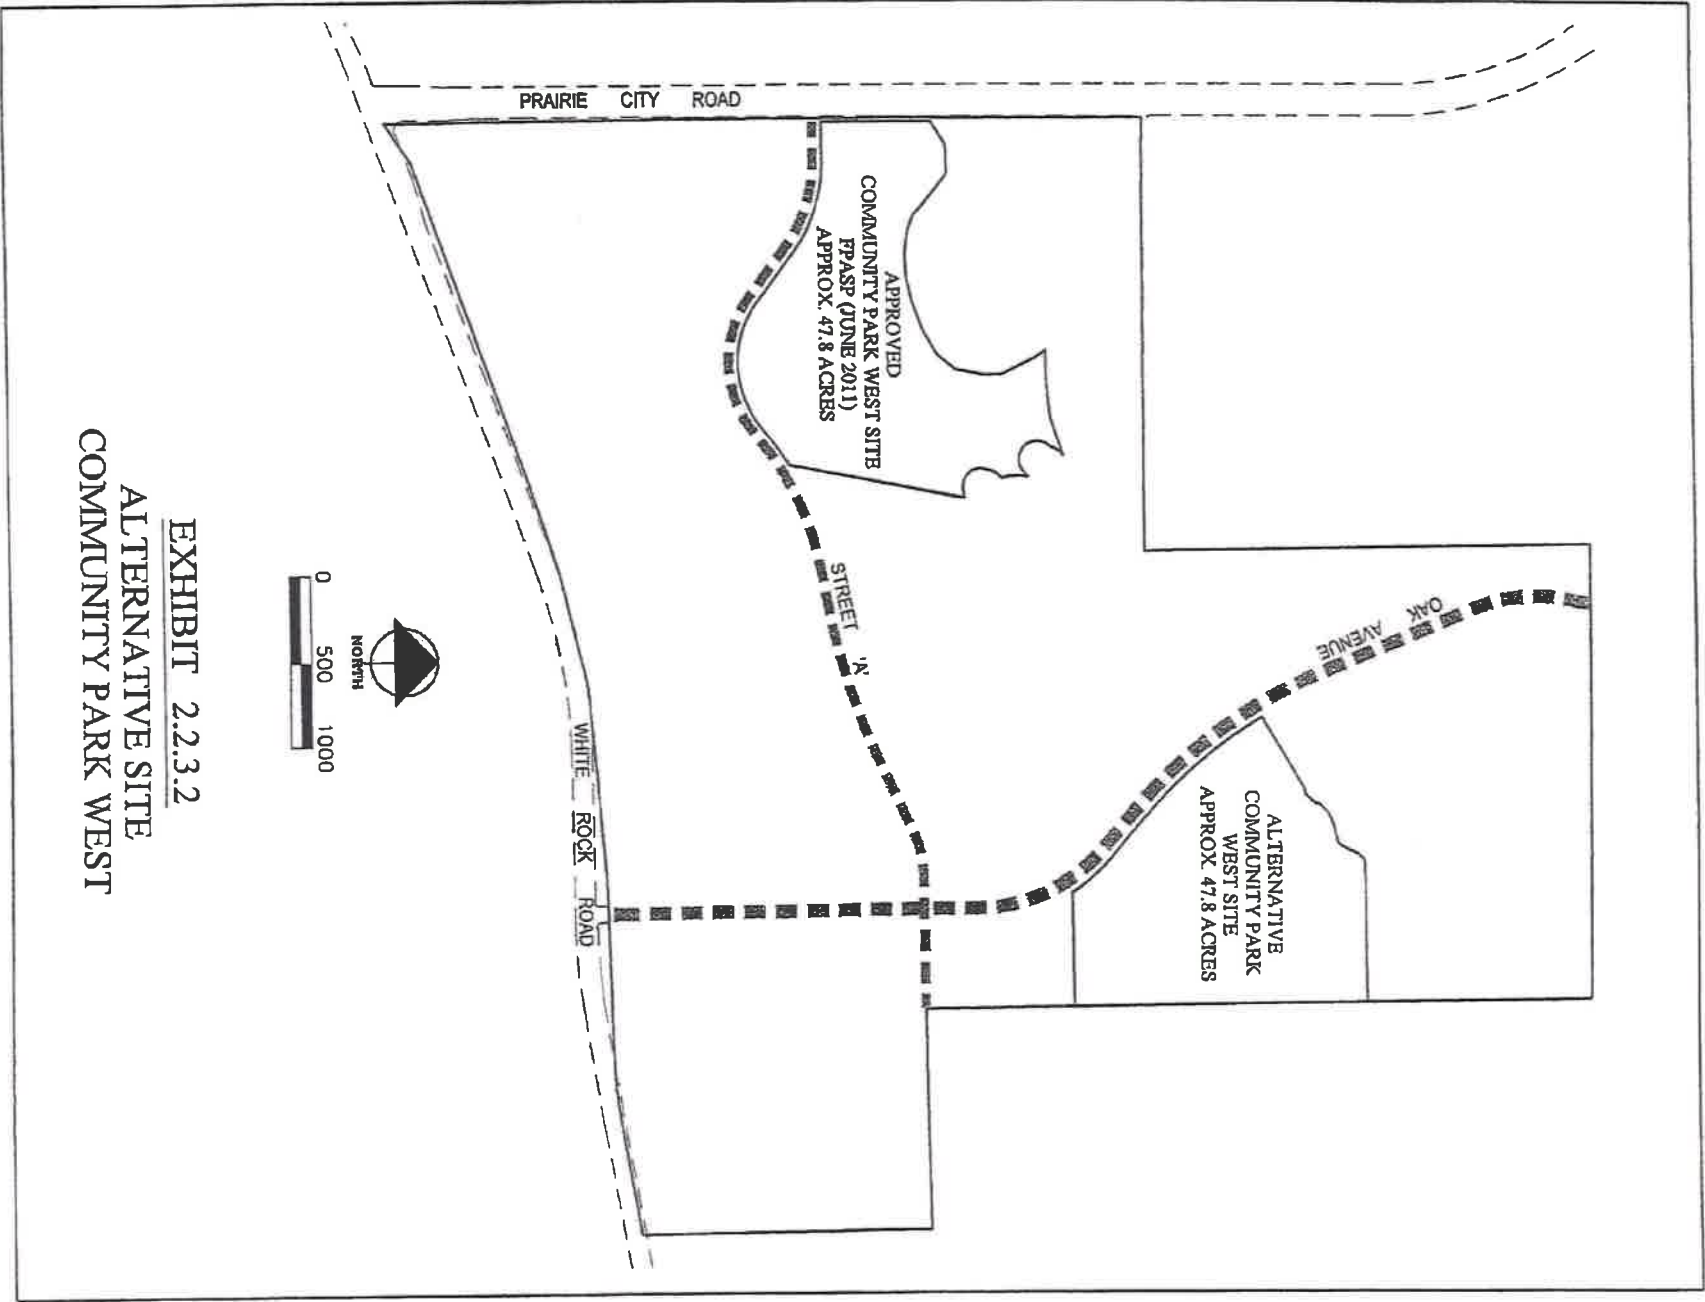 PRAIRIE CITY ROAD
APPROVED
COMMUNITY PARK WEST SITE
FPASP (JUNE 2011)
APPROX. 47.8 ACRES
STREET 'A'
OAK
AVENUE
ALTERNATIVE
COMMUNITY PARK
WEST SITE
APPROX. 47.8 ACRES
WHITE ROCK ROAD
NORTH
0 500 1000
EXHIBIT 2.2.3.2
ALTERNATIVE SITE
COMMUNITY PARK WEST